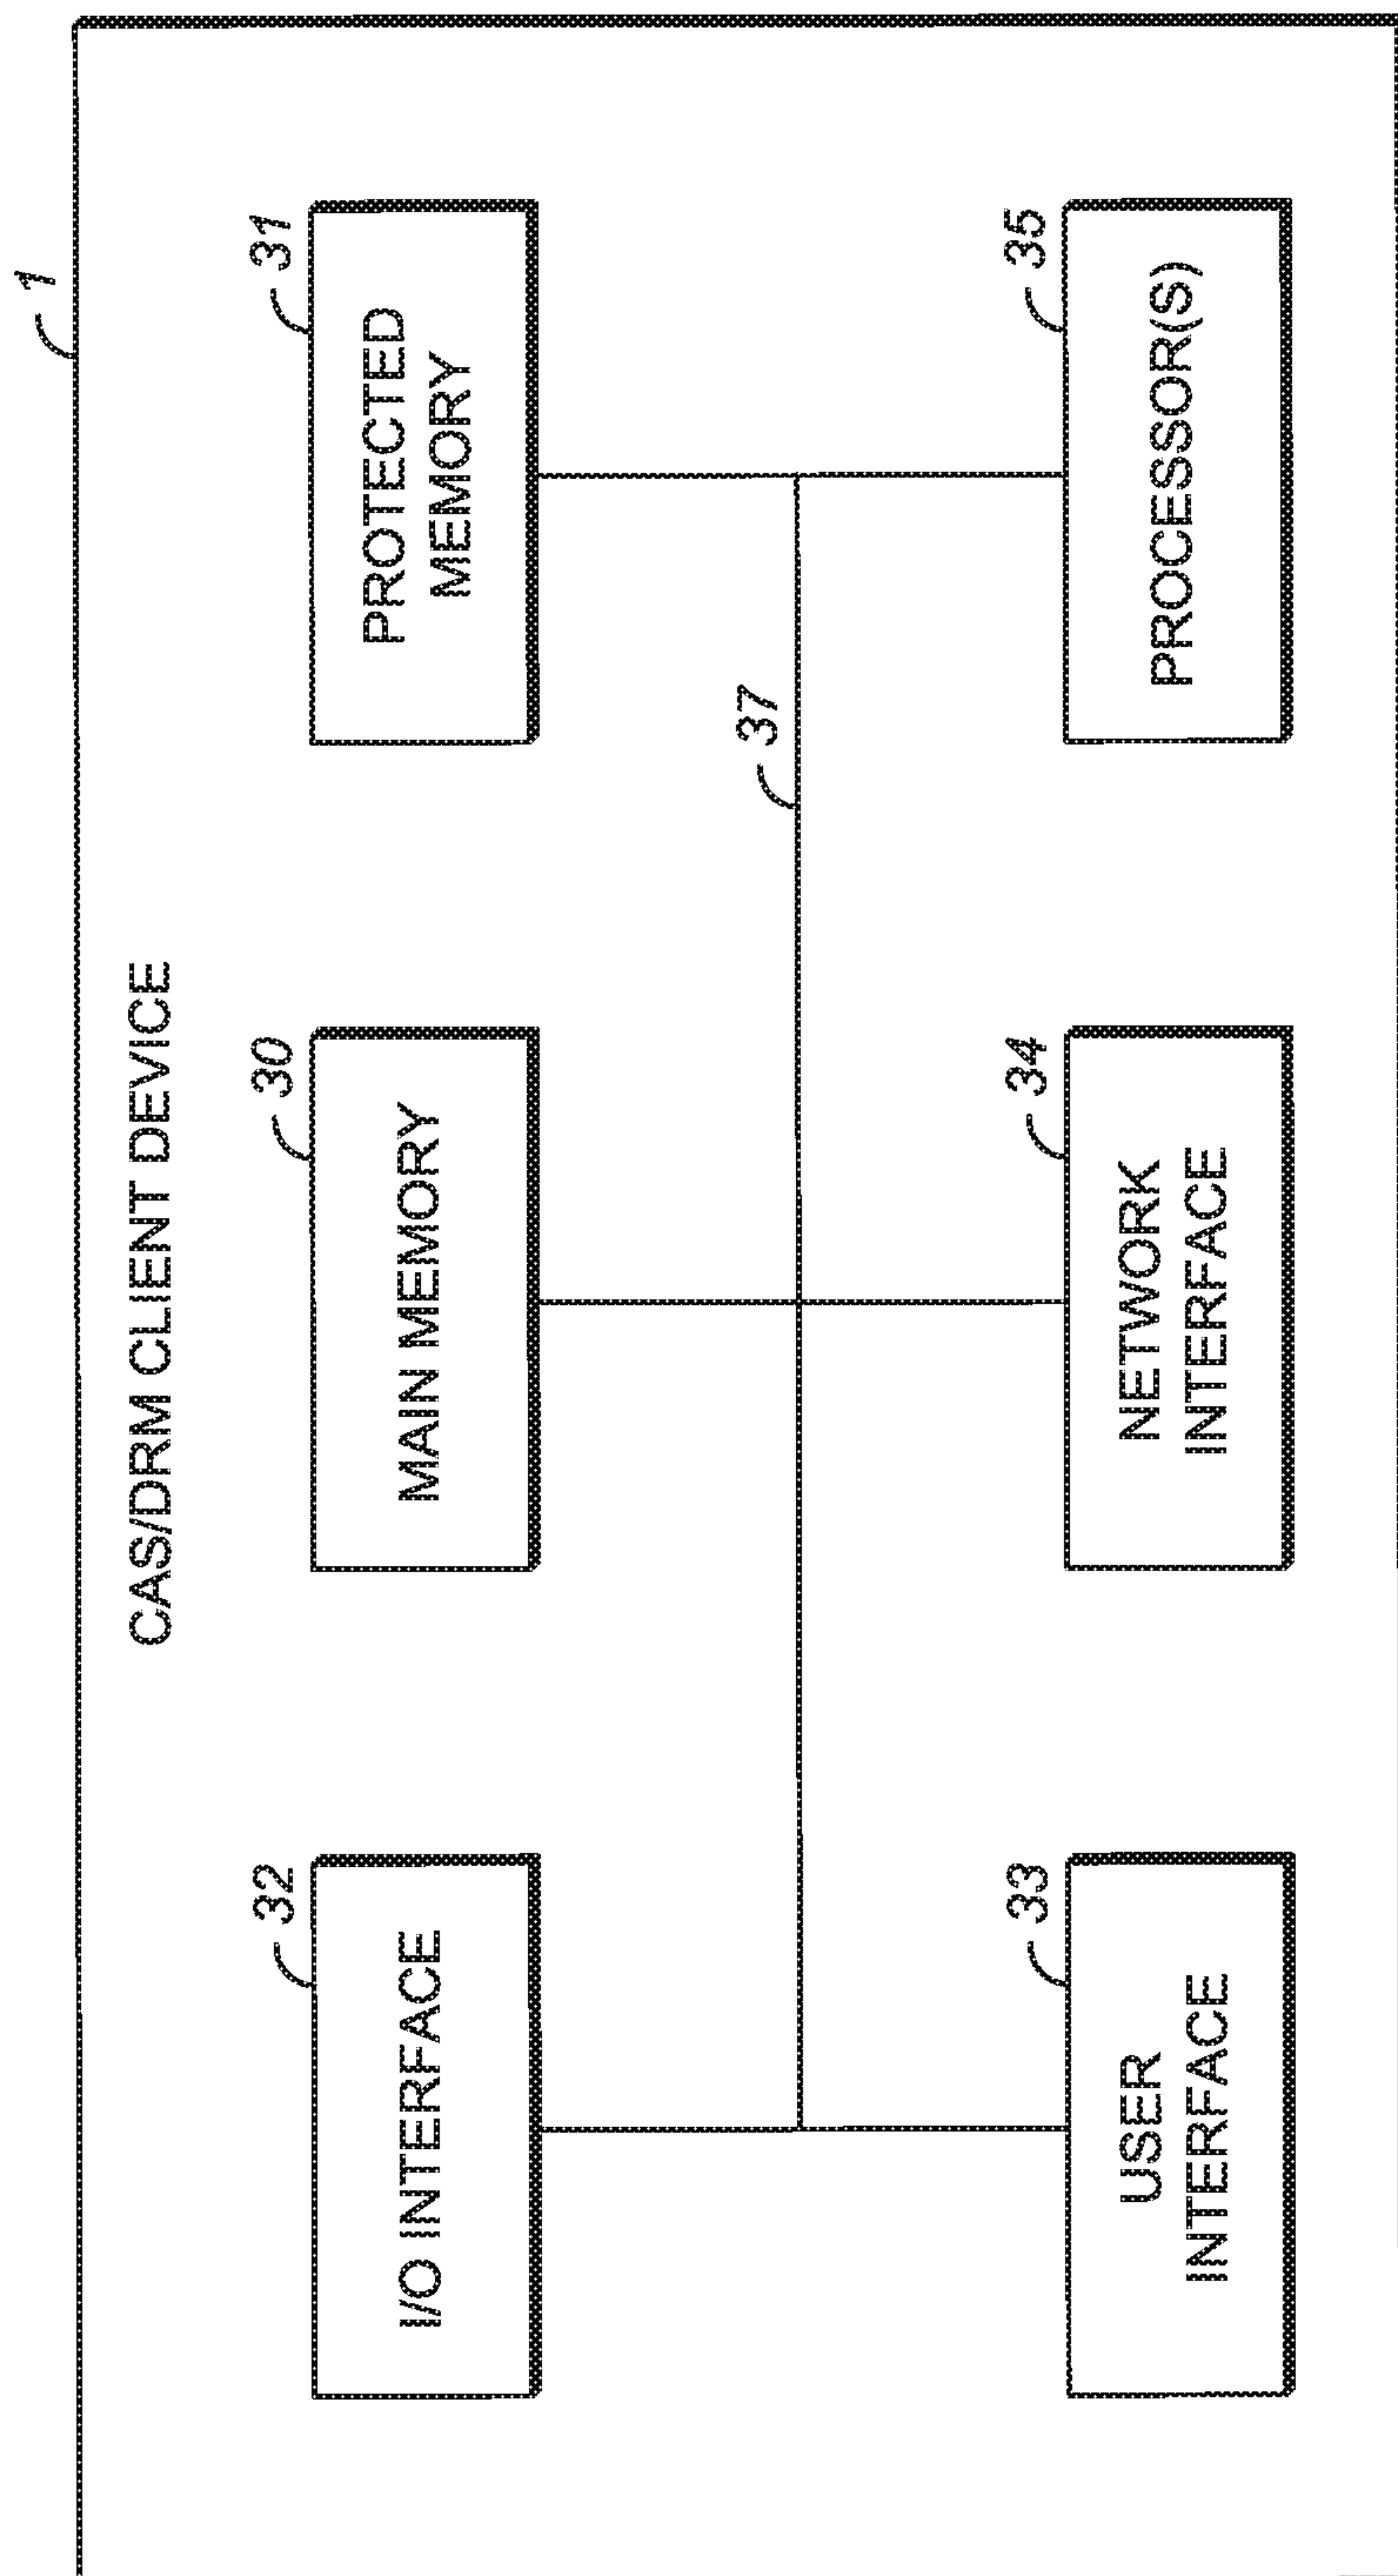 1
CAS/DRM CLIENT DEVICE
32
I/O INTERFACE
30
MAIN MEMORY
31
PROTECTED
MEMORY
37
33
USER
INTERFACE
34
NETWORK
INTERFACE
35
PROCESSOR(S)